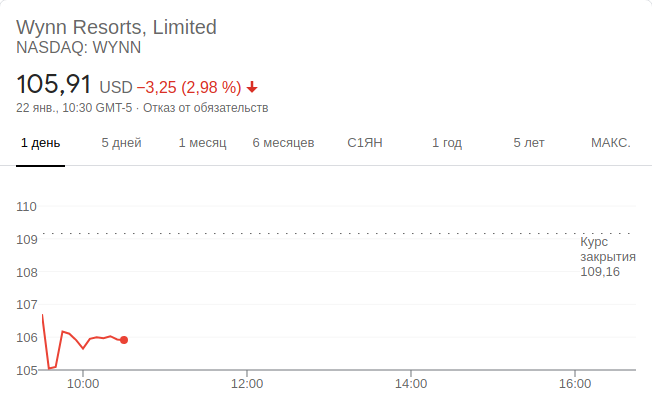 Wynn Resorts, Limited
NASDAQ: WYNN
105,91 USD −3,25 (2,98 %)
22 янв., 10:30 GMT-5 · Отказ от обязательств
1 день 5 дней 1 месяц 6 месяцев С1ЯН 1 год 5 лет МАКС.
110
109
Курс
закрытия
109,16
108
107
106
105
10:00 12:00 14:00 16:00